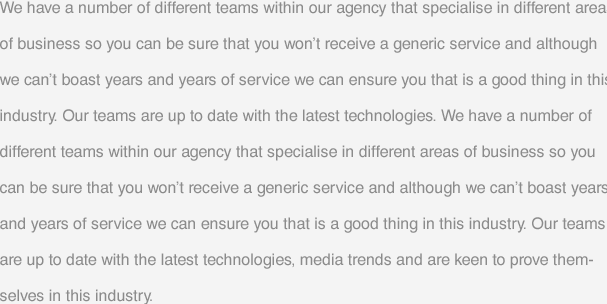 We have a number of different teams within our agency that specialise in different area
of business so you can be sure that you won't receive a generic service and although
we can't boast years and years of service we can ensure you that is a good thing in this
industry. Our teams are up to date with the latest technologies. We have a number of
different teams within our agency that specialise in different areas of business so you
can be sure that you won't receive a generic service and although we can't boast years
and years of service we can ensure you that is a good thing in this industry. Our teams
are up to date with the latest technologies, media trends and are keen to prove them-
selves in this industry.